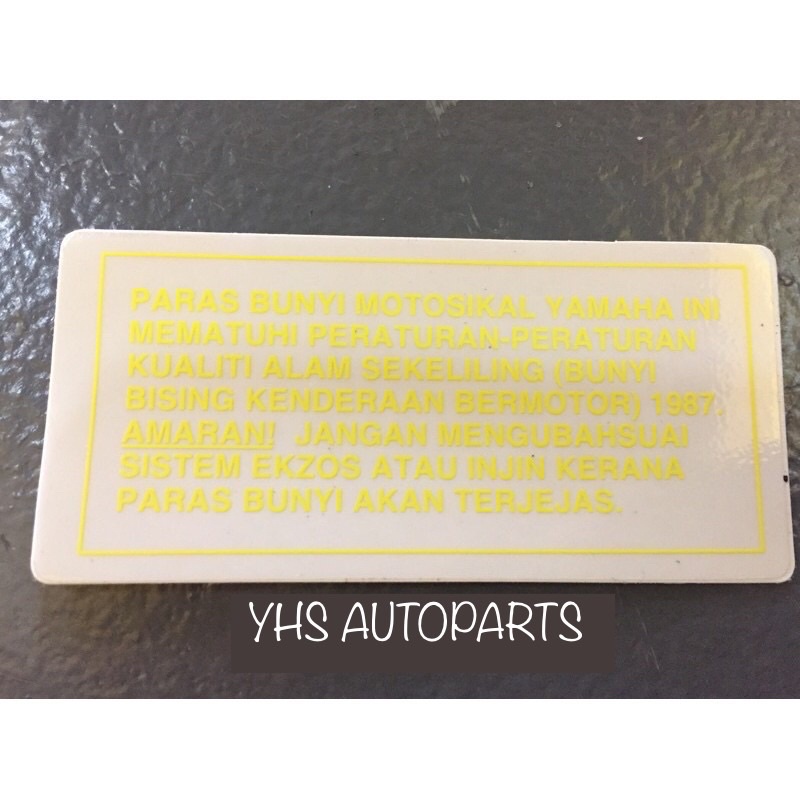 PARAS BUNYI MOTOSIKAL YAMAHA INI
MEMATUHI PERATURAN-PERATURAN
KUALITI ALAM SEKELILING (BUNYI
BISING KENDERAAN BERMOTOR) 1987.
AMARAN! JANGAN MENGUBAHSUAI
SISTEM EKZOS ATAU INJIN KERANA
PARAS BUNYI AKAN TERJEJAS.
YHS AUTOPARTS